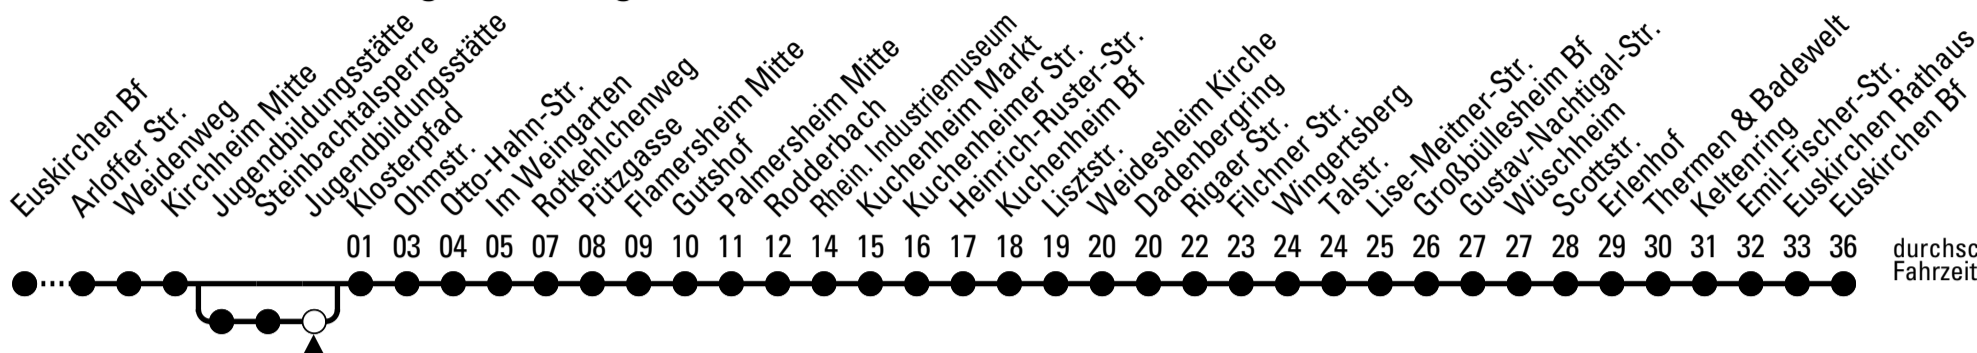 Euskirchen Bf
Arloffer Str.
Weidenweg
Kirchheim Mitte
Jugendbildungsstätte
Steinbachtalsperre
Jugendbildungsstätte
Klosterpfad
Ohmstr.
Otto-Hahn-Str.
Im Weingarten
Rotkehlchenweg
Pützgasse
Flamersheim Mitte
Gutshof
Palmersheim Mitte
Rodderbach
Rhein. Industriemuseum
Kuchenheim Markt
Kuchenheimer Str.
Heinrich-Ruster-Str.
Kuchenheim Bf
Lisztstr.
Weidesheim Kirche
Dadenbergring
Rigaer Str.
Filchner Str.
Wingertsberg
Talstr.
Lise-Meitner-Str.
Großbüllesheim Bf
Gustav-Nachtigal-Str.
Wüschheim
Scottstr.
Erlenhof
Thermen & Badewelt
Keltenring
Emil-Fischer-Str.
Euskirchen Rathaus
Euskirchen Bf
01 03 04 05 07 08 09 10 11 12 14 15 16 17 18 19 20 20 22 23 24 24 25 26 27 27 28 29 30 31 32 33 36
durchsc
Fahrzeit